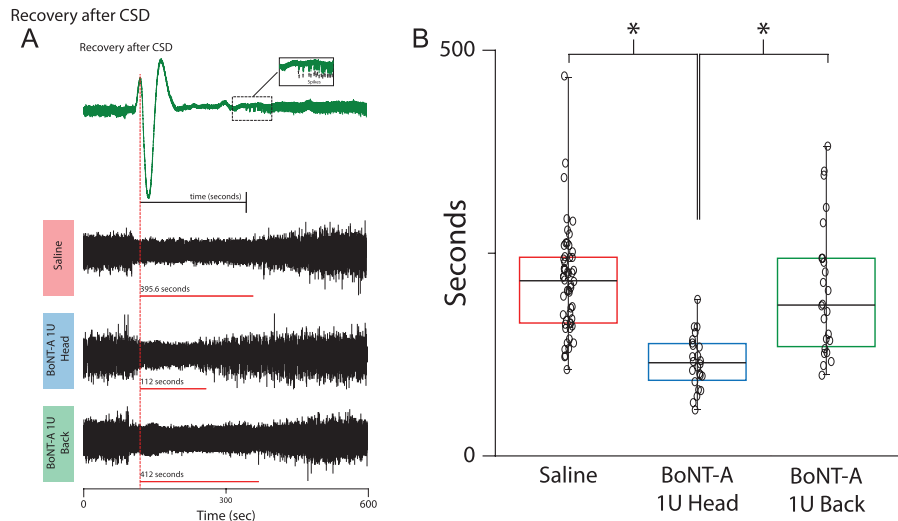 Recovery after CSD
A
Recovery after CSD
Spikes
time (seconds)
Saline
395.6 seconds
BoNT-A 1U
Head
112 seconds
BoNT-A 1U
Back
412 seconds
0
300
600
Time (sec)
B
*
*
500
Seconds
0
Saline
BoNT-A
1U Head
BoNT-A
1U Back